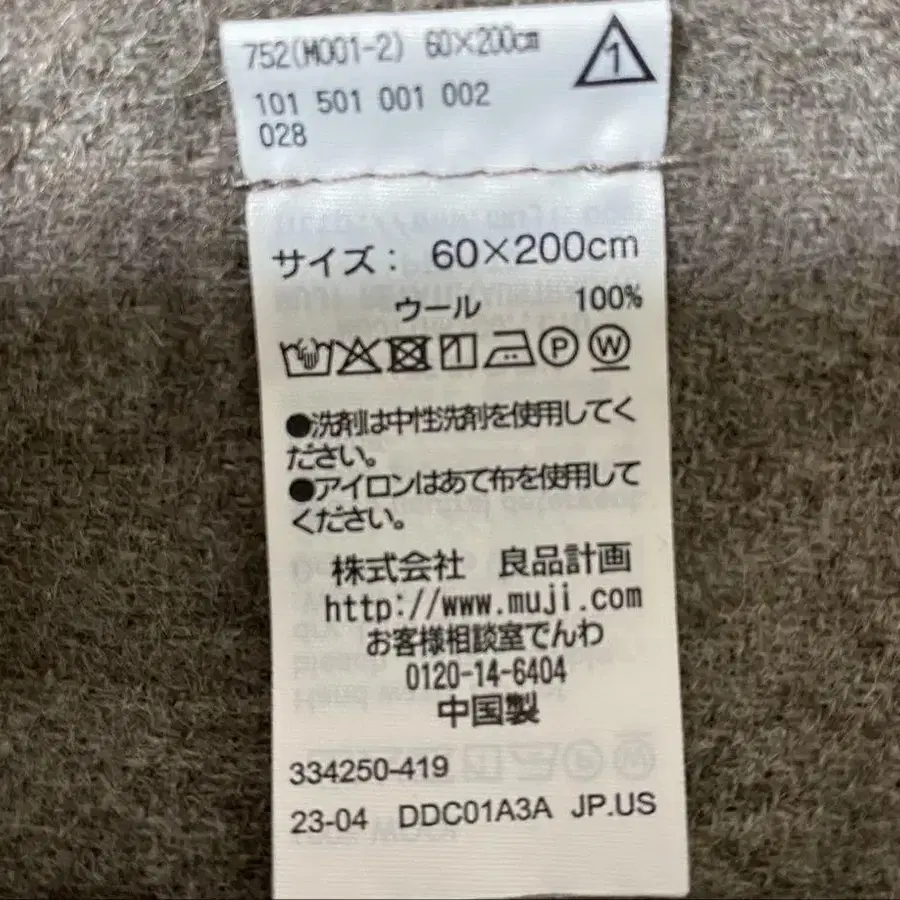 752(M001-2) 60×200cm
1
101 501 001 002
028
サイズ： 60×200cm
ウール 100%
P W
●洗剤は中性洗剤を使用してく
ださい。
●アイロンはあて布を使用して
ください。
株式会社 良品計画
http://www.muji.com
お客様相談室でんわ
0120-14-6404
中国製
334250-419
23-04 DDC01A3A JP.US